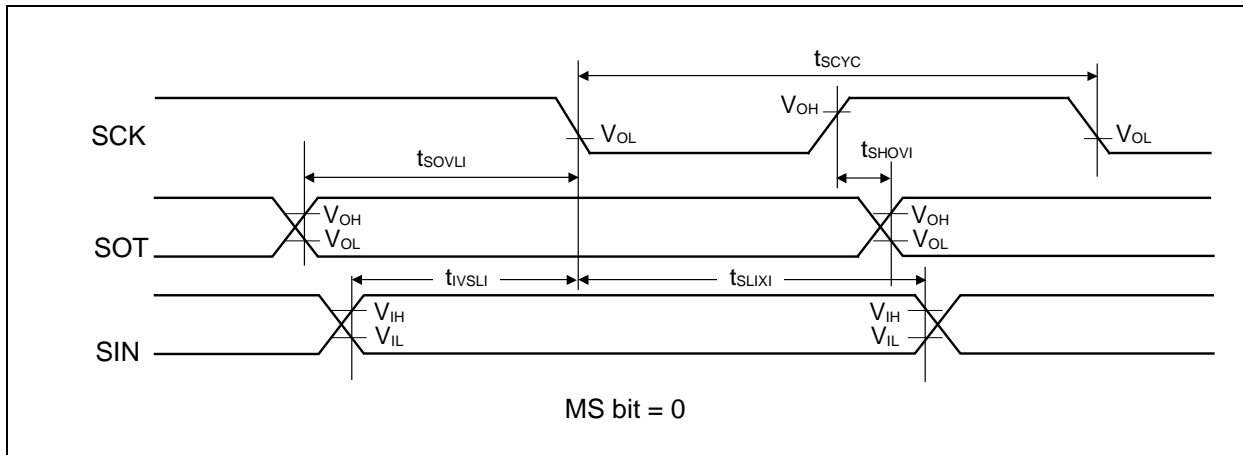 tSCYC
VOH
SCK
VOL
VOL
tSOVLI
tSHOVI
VOH
VOH
SOT
VOL
VOL
tIVSLI
tSLIXI
VIH
VIH
SIN
VIL
VIL
MS bit = 0